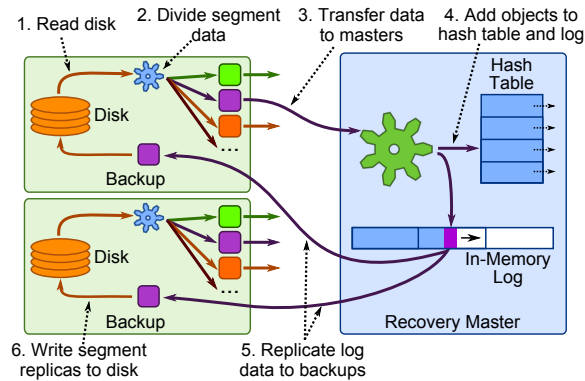 1. Read disk
2. Divide segment
data
3. Transfer data
to masters
4. Add objects to
hash table and log
Hash
Table
Disk
...
Backup
Disk
...
Backup
In-Memory
Log
Recovery Master
6. Write segment
replicas to disk
5. Replicate log
data to backups